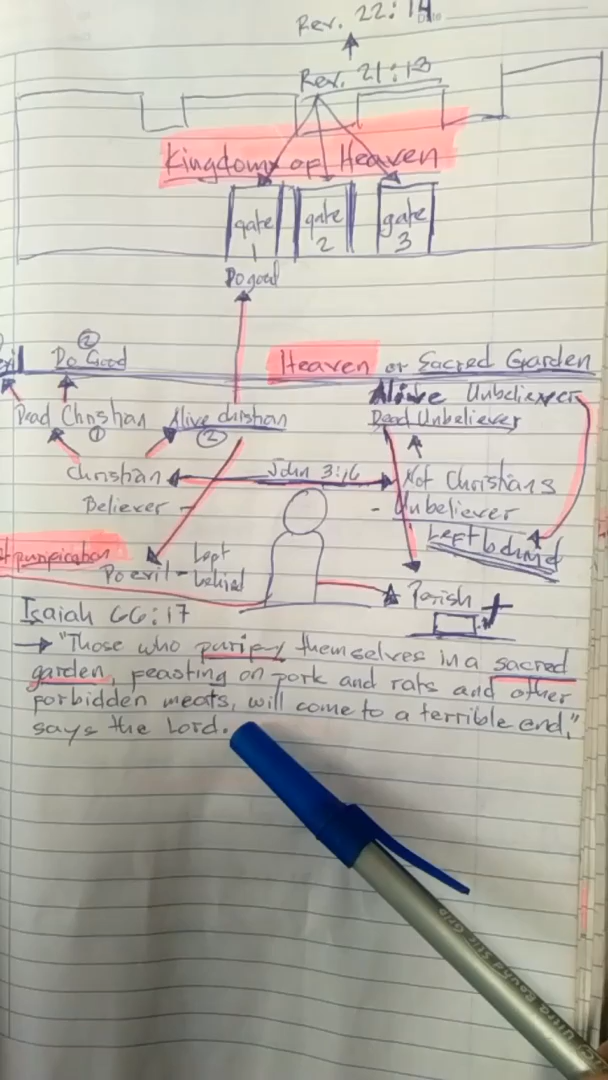 Rev. 22:14
Rev. 21:13
Kingdom of Heaven
gate 1
gate 2
gate 3
Do good
②
Do Good
Heaven or Sacred Garden
Dead Christian
①
Alive christian
②
Alive Unbeliever
Dead Unbeliever
Christian
John 3:16
Not Christians
Believer -
- Unbeliever
Left behind
purification
Do evil - Left behind
Perish
Isaiah 66:17
→ "Those who purify themselves in a sacred
garden, feasting on pork and rats and other
forbidden meats, will come to a terrible end,"
says the Lord.
Ultra Round Stic Grip